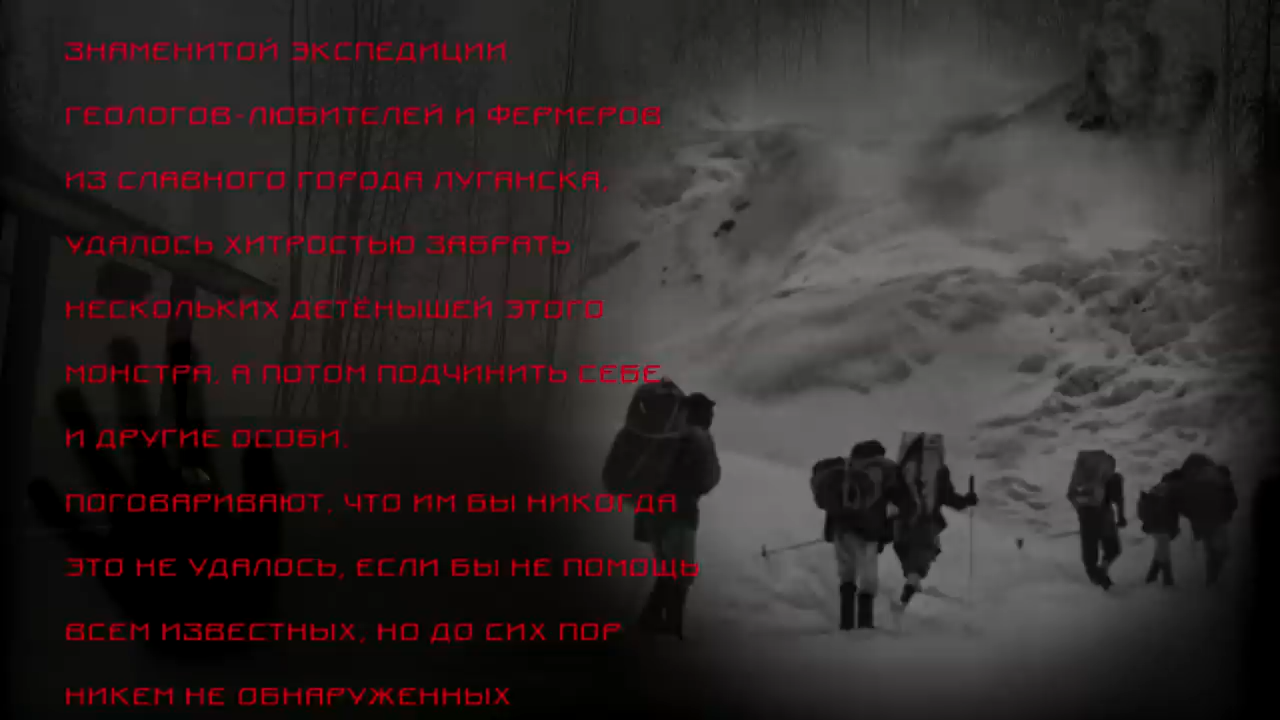 ЗНАМЕНИТОЙ ЭКСПЕДИЦИИ
ГЕОЛОГОВ-ЛЮБИТЕЛЕЙ И ФЕРМЕРОВ
ИЗ СЛАВНОГО ГОРОДА ЛУГАНСКА,
УДАЛОСЬ ХИТРОСТЬЮ ЗАБРАТЬ
НЕСКОЛЬКИХ ДЕТЁНЫШЕЙ ЭТОГО
МОНСТРА, А ПОТОМ ПОДЧИНИТЬ СЕБЕ
И ДРУГИЕ ОСОБИ.
ПОГОВАРИВАЮТ, ЧТО ИМ БЫ НИКОГДА
ЭТО НЕ УДАЛОСЬ, ЕСЛИ БЫ НЕ ПОМОЩЬ
ВСЕМ ИЗВЕСТНЫХ, НО ДО СИХ ПОР
НИКЕМ НЕ ОБНАРУЖЕННЫХ